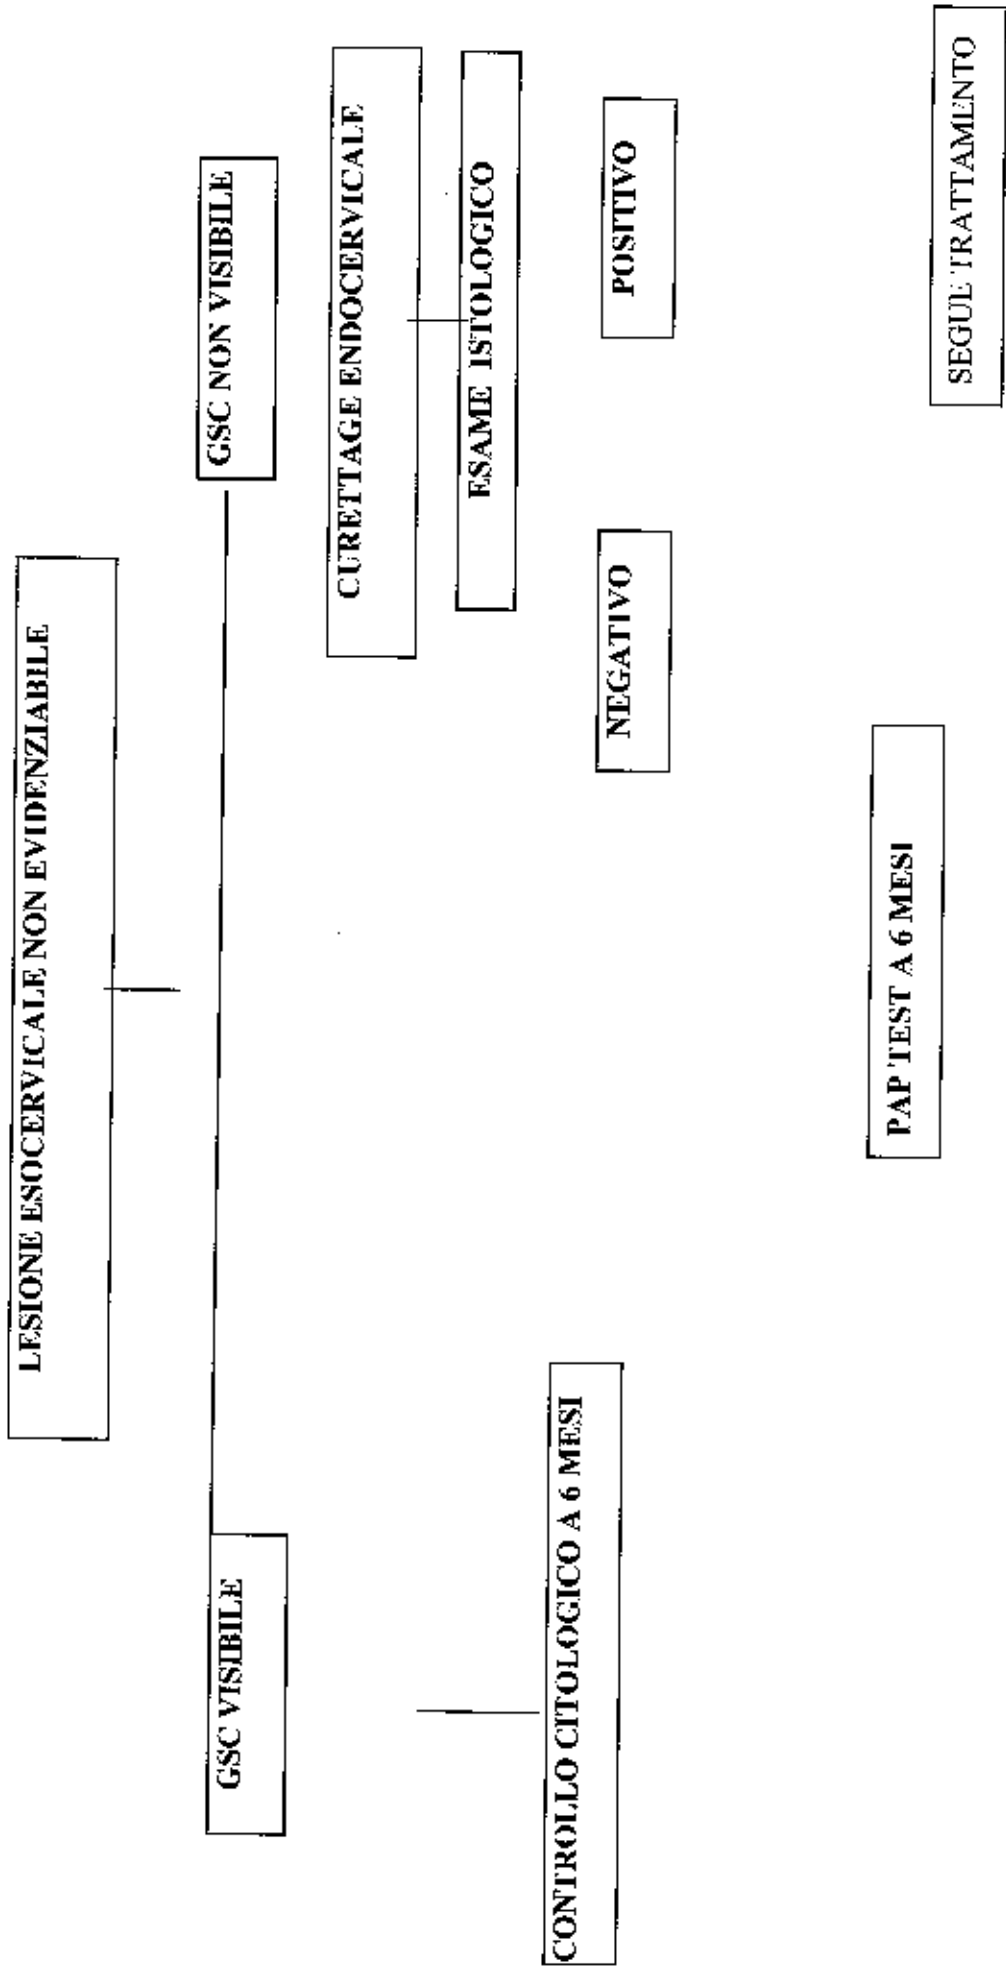 LESIONE ESOCERVICALE NON EVIDENZIABILE
GSC VISIBILE
GSC NON VISIBILE
CURETTAGE ENDOCERVICALE
ESAME ISTOLOGICO
CONTROLLO CITOLOGICO A 6 MESI
NEGATIVO
POSITIVO
PAP TEST A 6 MESI
SEGUE TRATTAMENTO